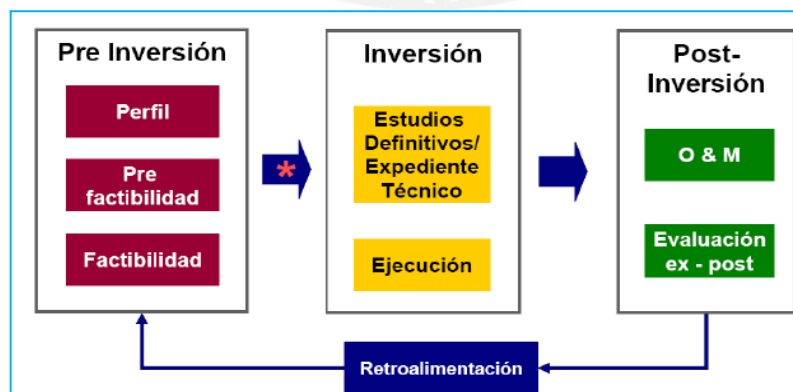 Pre Inversión
Perfil
Pre
factibilidad
Factibilidad
*
Inversión
Estudios
Definitivos/
Expediente
Técnico
Ejecución
Post-
Inversión
O & M
Evaluación
ex - post
Retroalimentación